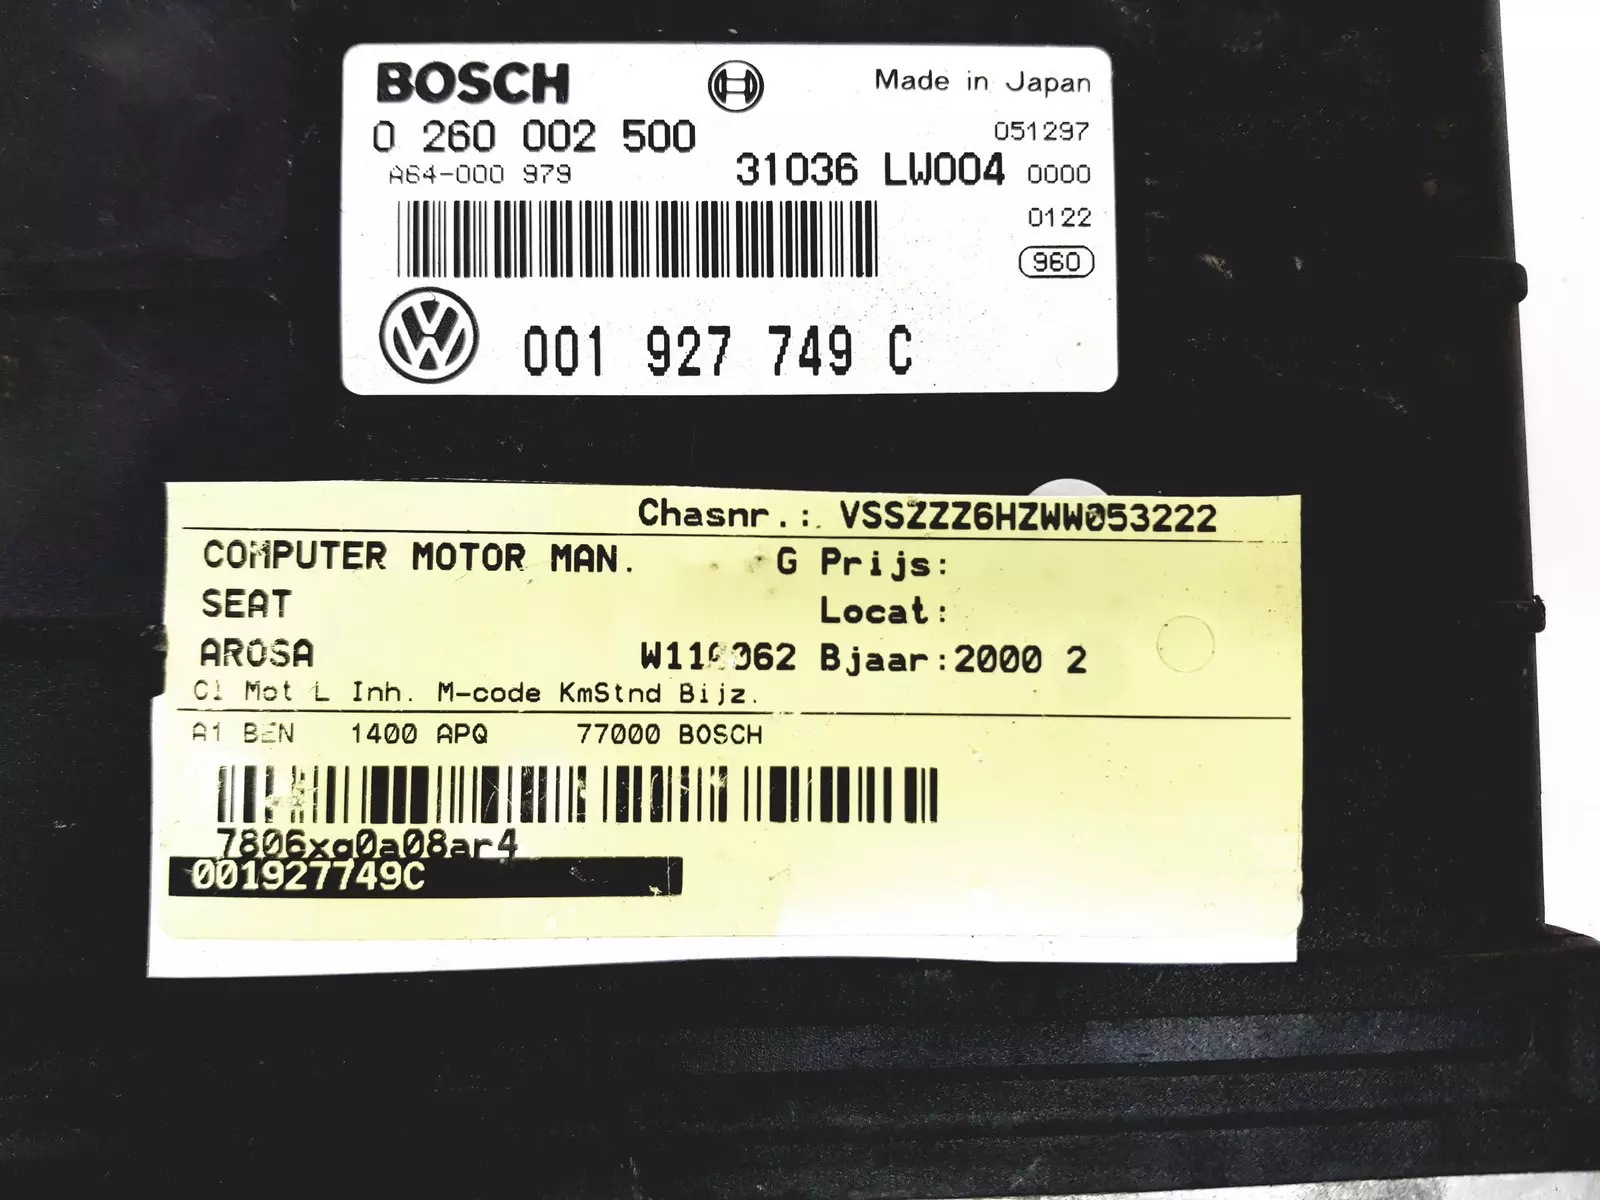 BOSCH Made in Japan
0 260 002 500 051297
A64-000 979 31036 LW004 0000
0122
960
001 927 749 C
Chasnr.: VSSZZZ6HZWW053222
COMPUTER MOTOR MAN. G Prijs:
SEAT Locat:
AROSA Bjaar:2000 2
Cl Mot L Inh. M-code KmStnd Bijz.
A1 BEN 1400 APQ 77000 BOSCH
7806xg0a08ar4
001927749C